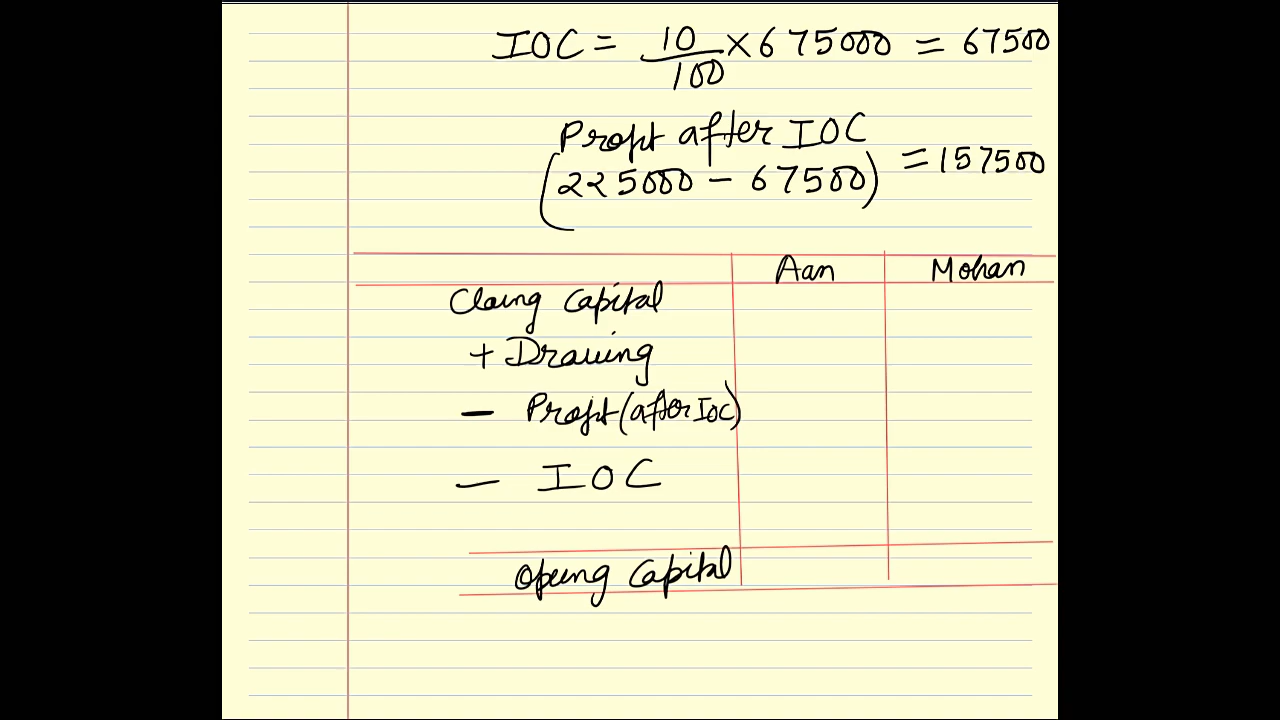 IOC = 10/100 × 675000 = 67500
Profit after IOC
(225000 - 67500) = 157500
Aan Mohan
Closing Capital
+ Drawing
- Profit (after IOC)
- IOC
Opening Capital